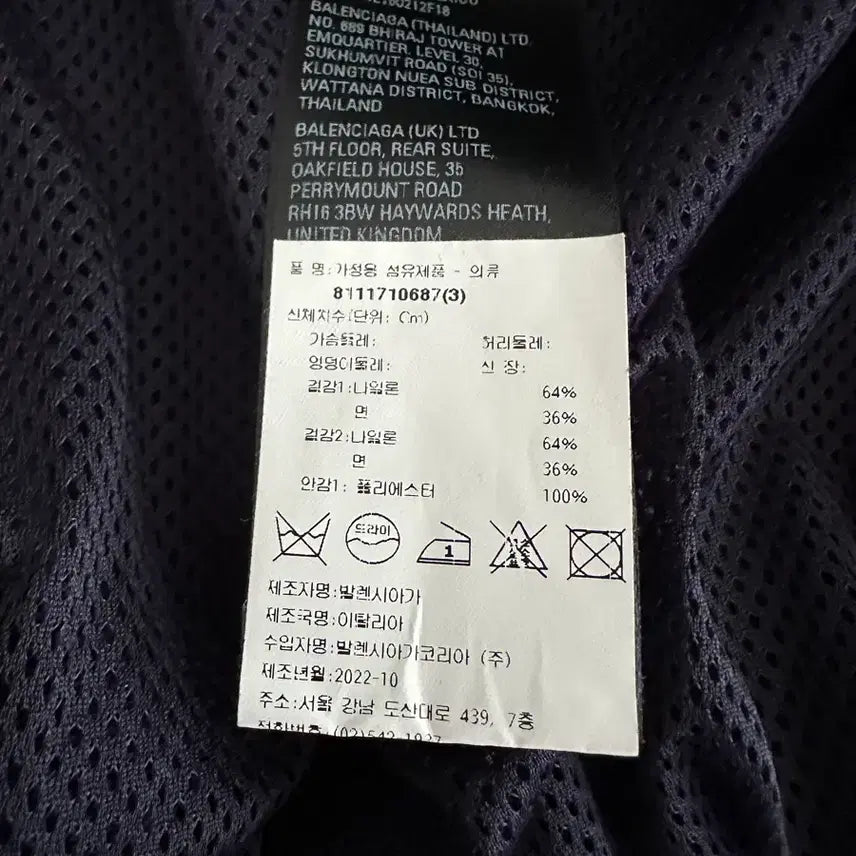 BALENCIAGA (THAILAND) LTD.
NO. 689 BHIRAJ TOWER AT
EMQUARTIER, LEVEL 30,
SUKHUMVIT ROAD (SOI 35),
KLONGTON NUEA SUB DISTRICT,
WATTANA DISTRICT, BANGKOK,
THAILAND
BALENCIAGA (UK) LTD
5TH FLOOR, REAR SUITE,
OAKFIELD HOUSE, 35
PERRYMOUNT ROAD
RH16 3BW HAYWARDS HEATH,
UNITED KINGDOM
품 명:가정용 섬유제품 - 의류
8111710687(3)
신체치수(단위: Cm)
가슴둘레: 허리둘레:
엉덩이둘레: 신 장:
겉감1:나일론 64%
면 36%
겉감2:나일론 64%
면 36%
안감1: 폴리에스터 100%
드라이
1
제조자명:발렌시아가
제조국명:이탈리아
수입자명:발렌시아가코리아 (주)
제조년월:2022-10
주소:서울 강남 도산대로 439, 7층
전화번호:(02)542-1937